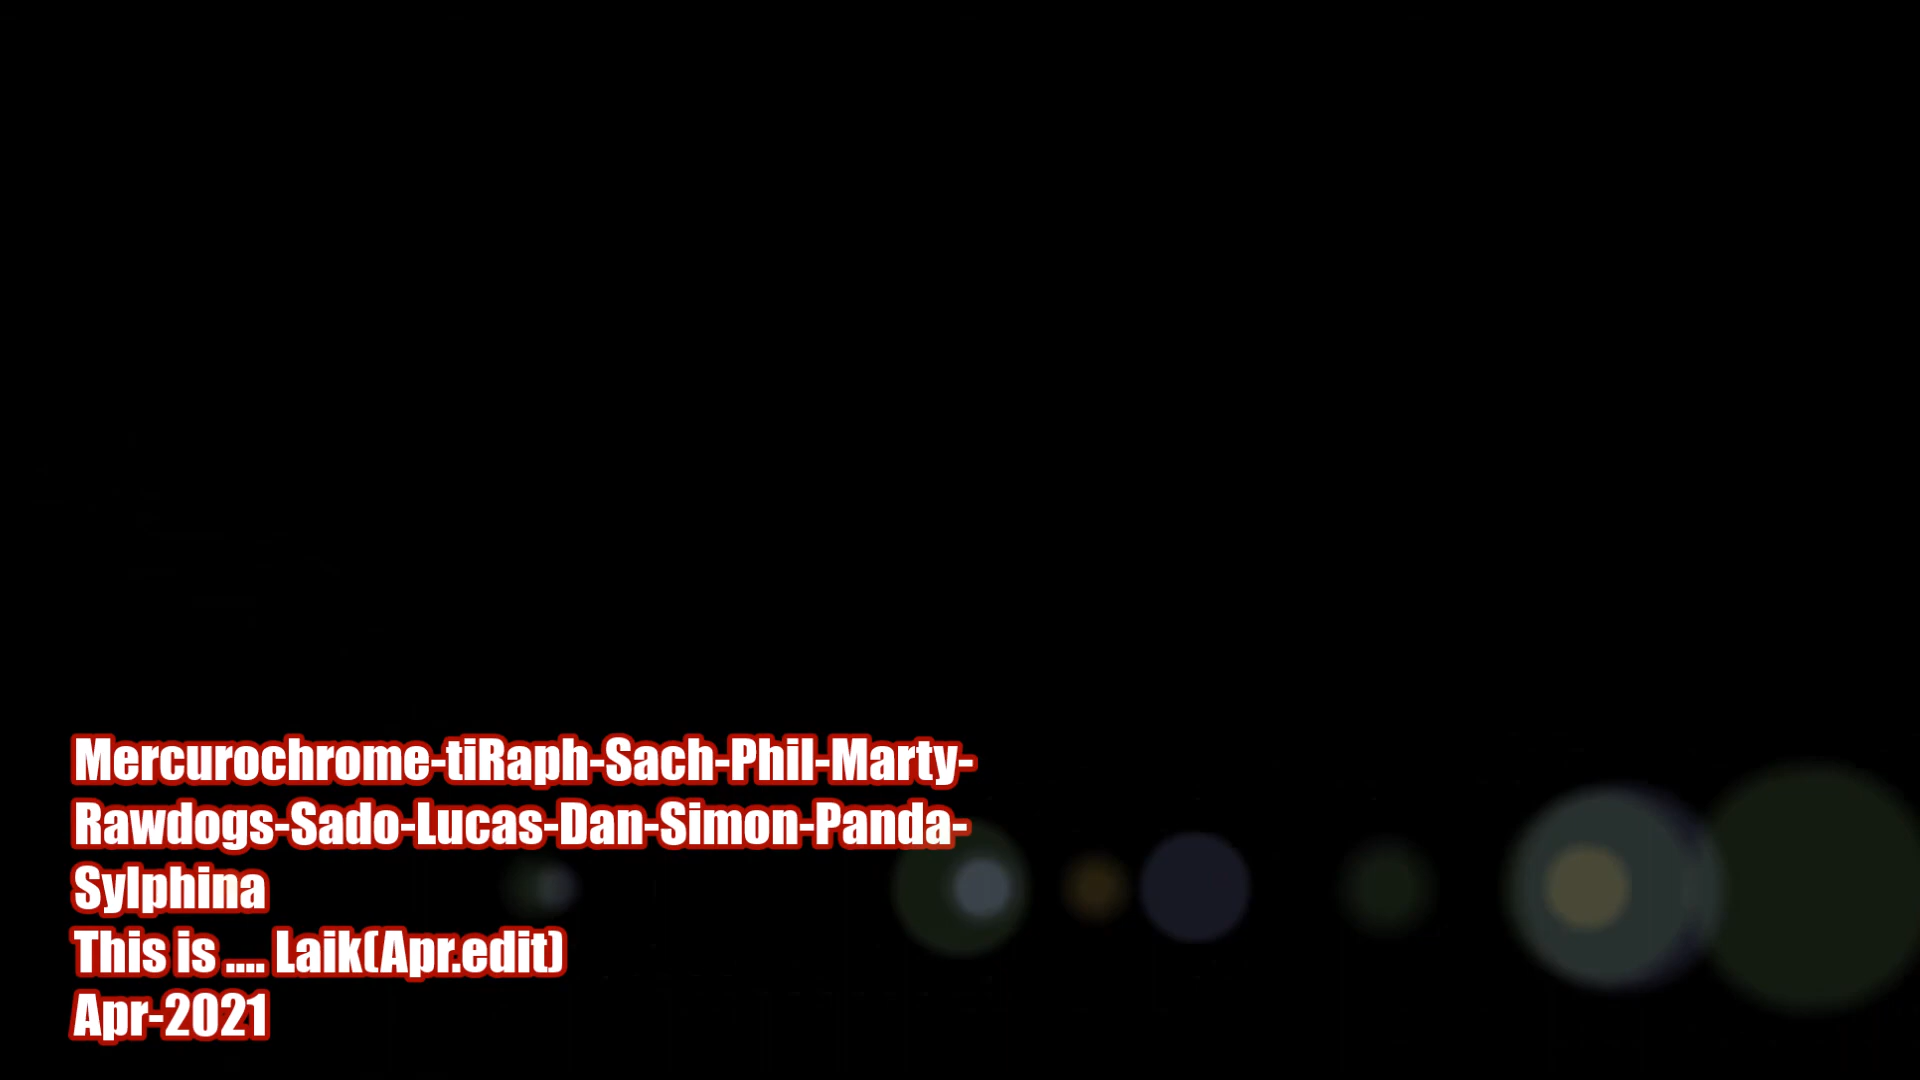 Mercurochrome-tiRaph-Sach-Phil-Marty-
Rawdogs-Sado-Lucas-Dan-Simon-Panda-
Sylphina
This is .... Laik(Apr.edit)
Apr-2021